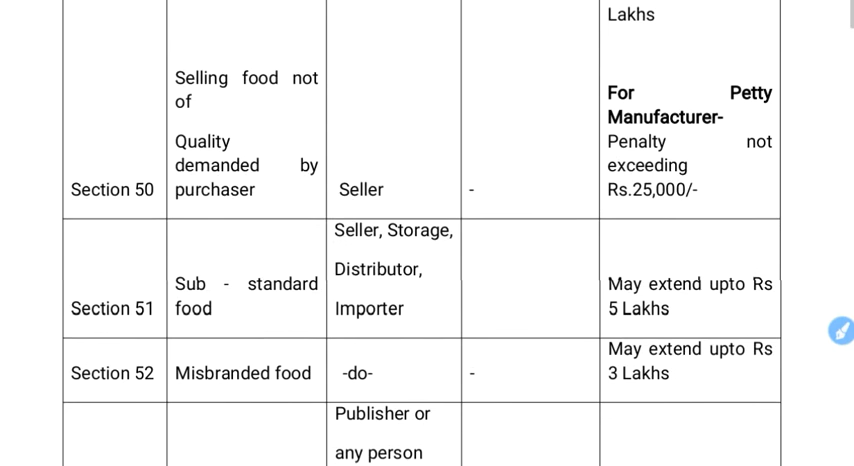 Lakhs
Selling food not
of
Quality
demanded by
purchaser
Section 50
Seller
-
For Petty
Manufacturer-
Penalty not
exceeding
Rs.25,000/-
Section 51
Sub - standard
food
Seller, Storage,
Distributor,
Importer
May extend upto Rs
5 Lakhs
Section 52
Misbranded food
-do-
-
May extend upto Rs
3 Lakhs
Publisher or
any person